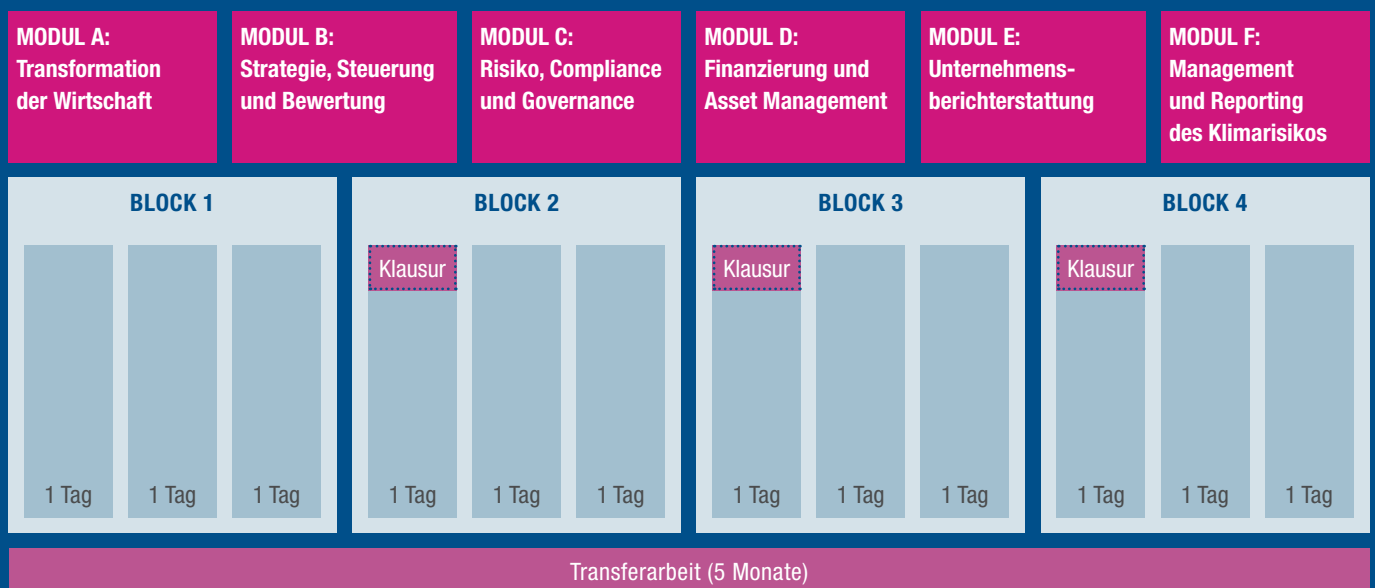 MODUL A:
Transformation
der Wirtschaft
MODUL B:
Strategie, Steuerung
und Bewertung
MODUL C:
Risiko, Compliance
und Governance
MODUL D:
Finanzierung und
Asset Management
MODUL E:
Unternehmens-
berichterstattung
MODUL F:
Management
und Reporting
des Klimarisikos
BLOCK 1
1 Tag
1 Tag
1 Tag
BLOCK 2
Klausur
1 Tag
1 Tag
1 Tag
BLOCK 3
Klausur
1 Tag
1 Tag
1 Tag
BLOCK 4
Klausur
1 Tag
1 Tag
1 Tag
Transferarbeit (5 Monate)